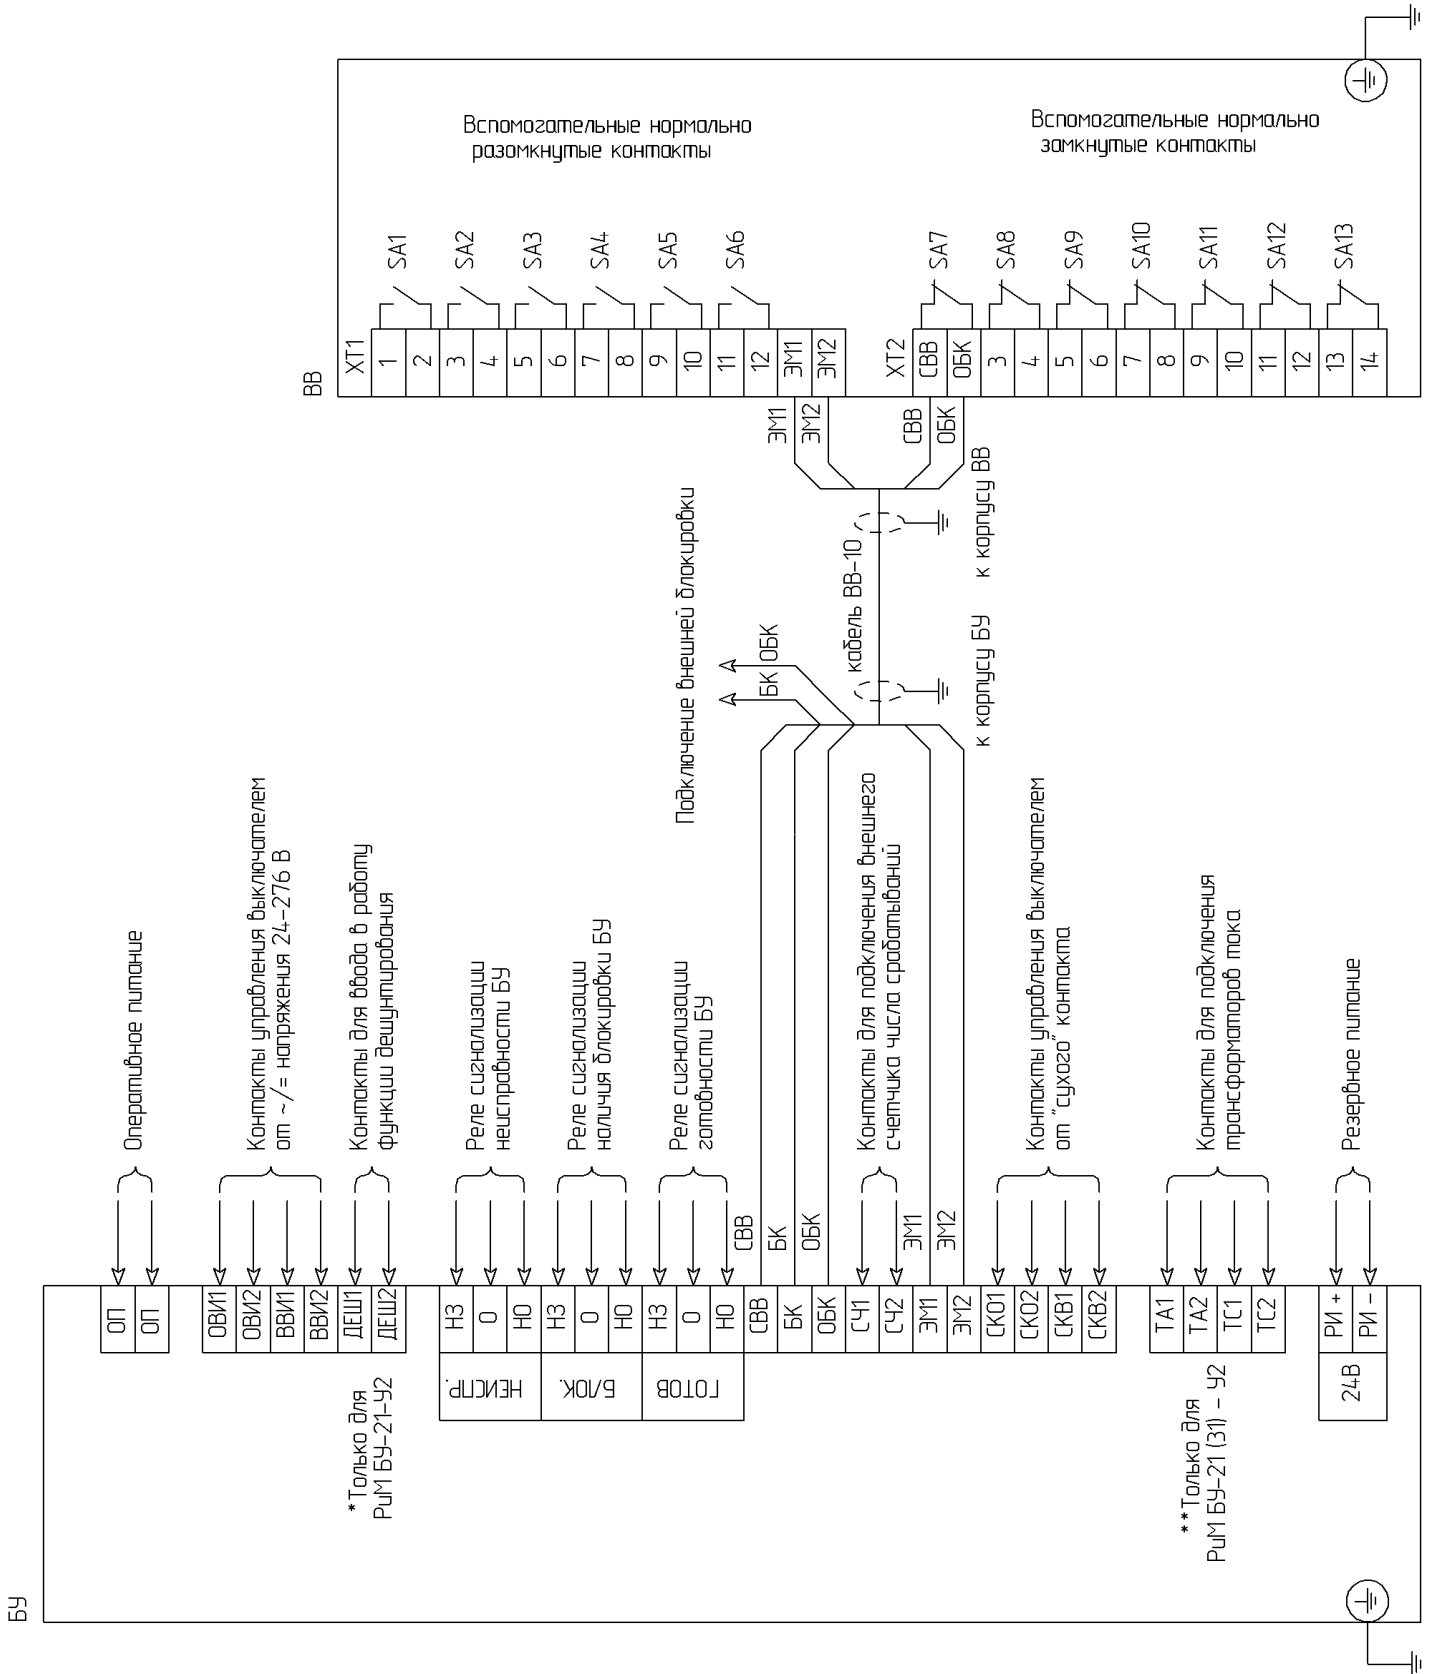 БУ
ОП
ОП
Оперативное питание
ОВИ1
ОВИ2
ВВИ1
ВВИ2
Контакты управления выключателем
от ~/= напряжения 24-276 В
ДЕШ1
ДЕШ2
Контакты для ввода в работу
функции дешунтирования
*Только для
РиМ БУ-21-У2
НЕИСПР.
НЗ
О
НО
Реле сигнализации
неисправности БУ
БЛОК.
НЗ
О
НО
Реле сигнализации
наличия блокировки БУ
ГОТОВ
НЗ
О
НО
Реле сигнализации
готовности БУ
СВВ
БК
ОБК
СЧ1
СЧ2
ЭМ1
ЭМ2
СВВ
БК
ОБК
Контакты для подключения внешнего
счетчика числа срабатываний
ЭМ1
ЭМ2
СКО1
СКО2
СКВ1
СКВ2
Контакты управления выключателем
от "сухого" контакта
ТА1
ТА2
ТС1
ТС2
Контакты для подключения
трансформаторов тока
**Только для
РиМ БУ-21 (31) - У2
24В
РИ +
РИ -
Резервное питание
Подключение внешней блокировки
БК
ОБК
кабель ВВ-10
к корпусу БУ
к корпусу ВВ
ЭМ1
ЭМ2
СВВ
ОБК
ВВ
ХТ1
1
2
3
4
5
6
7
8
9
10
11
12
ЭМ1
ЭМ2
SA1
SA2
SA3
SA4
SA5
SA6
Вспомогательные нормально
разомкнутые контакты
ХТ2
СВВ
ОБК
3
4
5
6
7
8
9
10
11
12
13
14
SA7
SA8
SA9
SA10
SA11
SA12
SA13
Вспомогательные нормально
замкнутые контакты